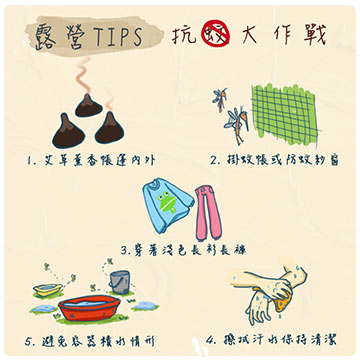 露營TIPS 抗蚊大作戰
1. 艾草薰香帳蓬內外
2. 掛蚊帳或防蚊紗窗
3. 穿著淺色長衫長褲
5. 避免容器積水情形
4. 擦拭汗水保持清潔